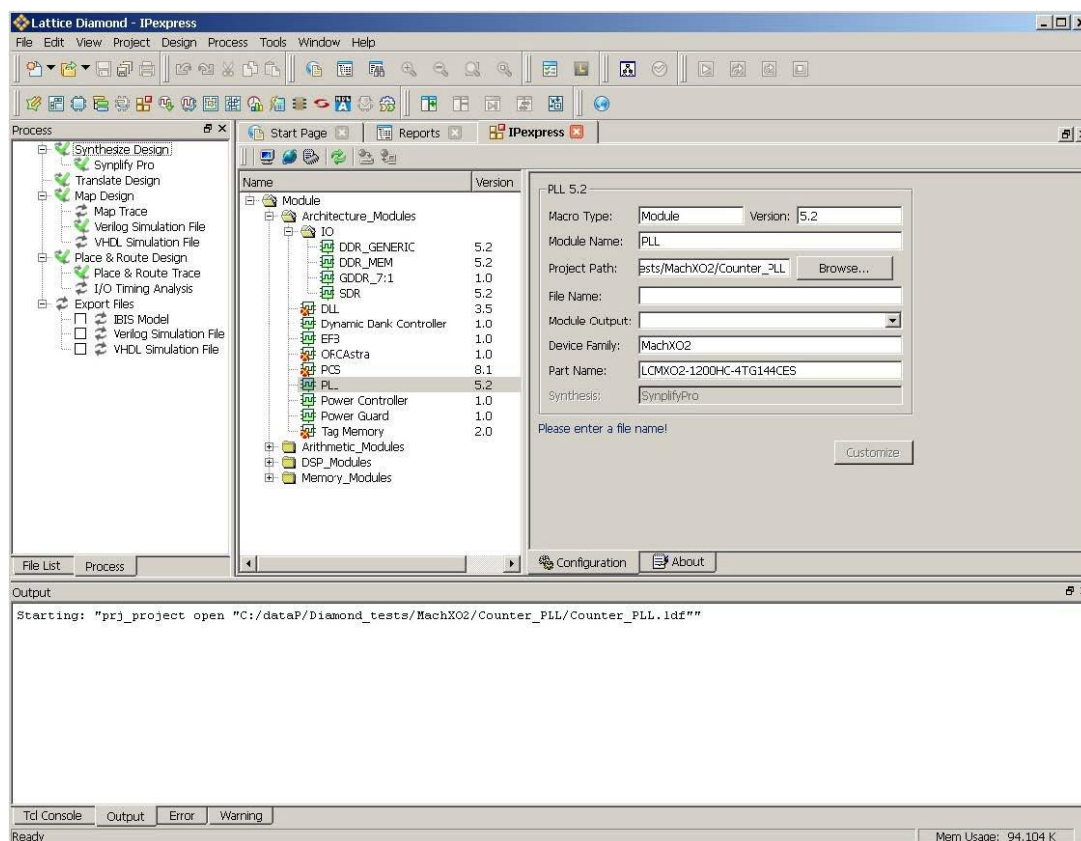 Lattice Diamond - IPexpress
File Edit View Project Design Process Tools Window Help
Process
Synthesize Design
Synplify Pro
Translate Design
Map Design
Map Trace
Verilog Simulation File
VHDL Simulation File
Place & Route Design
Place & Route Trace
I/O Timing Analysis
Export Files
IBIS Model
Verilog Simulation File
VHDL Simulation File
File List Process
Start Page Reports IPexpress
Name Version
Module
Architecture_Modules
IO
DDR_GENERIC 5.2
DDR_MEM 5.2
GDDR_7:1 1.0
SDR 5.2
DLL 3.5
Dynamic Bank Controller 1.0
EFB 1.0
ORCAstra 1.0
PCS 8.1
PLL 5.2
Power Controller 1.0
Power Guard 1.0
Tag Memory 2.0
Arithmetic_Modules
DSP_Modules
Memory_Modules
PLL 5.2
Macro Type: Module Version: 5.2
Module Name: PLL
Project Path: ests/MachXO2/Counter_PLL Browse...
File Name:
Module Output:
Device Family: MachXO2
Part Name: LCMXO2-1200HC-4TG144CES
Synthesis: SynplifyPro
Please enter a file name!
Customize
Configuration About
Output
Starting: "prj_project open "C:/dataP/Diamond_tests/MachXO2/Counter_PLL/Counter_PLL.ldf""
Tcl Console Output Error Warning
Ready Mem Usage: 94,104 K